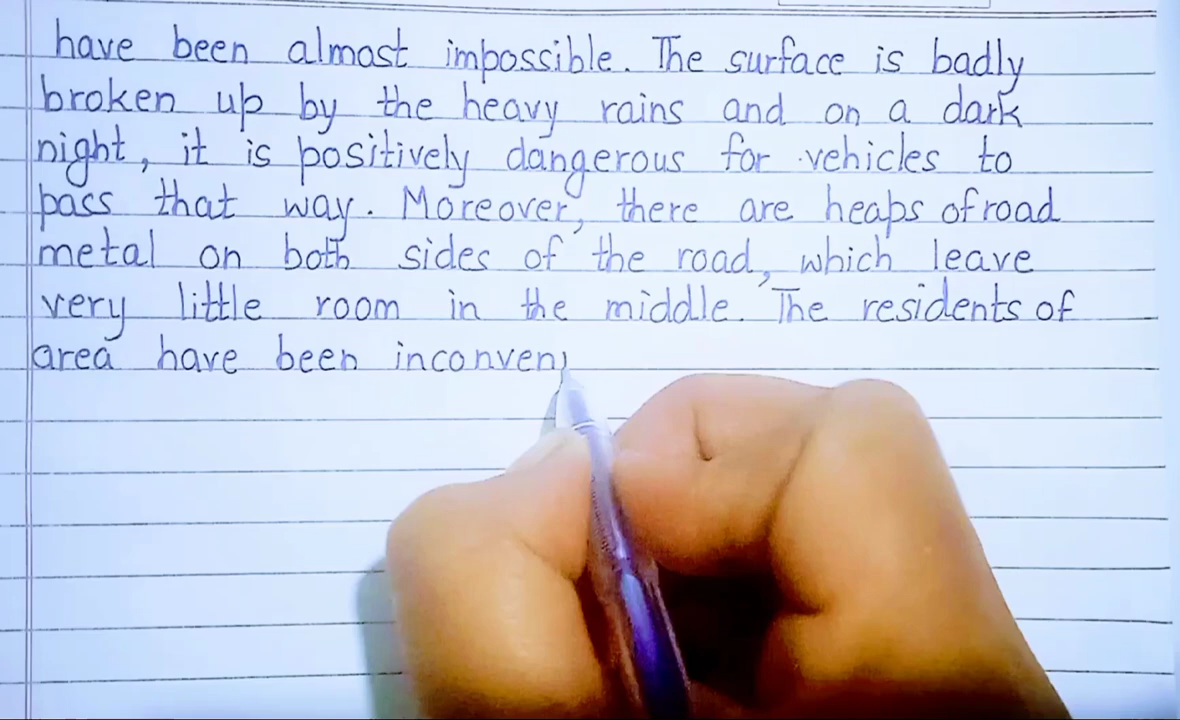 have been almost impossible. The surface is badly
broken up by the heavy rains and on a dark
night, it is positively dangerous for vehicles to
pass that way. Moreover, there are heaps of road
metal on both sides of the road, which leave
very little room in the middle. The residents of
area have been inconveni